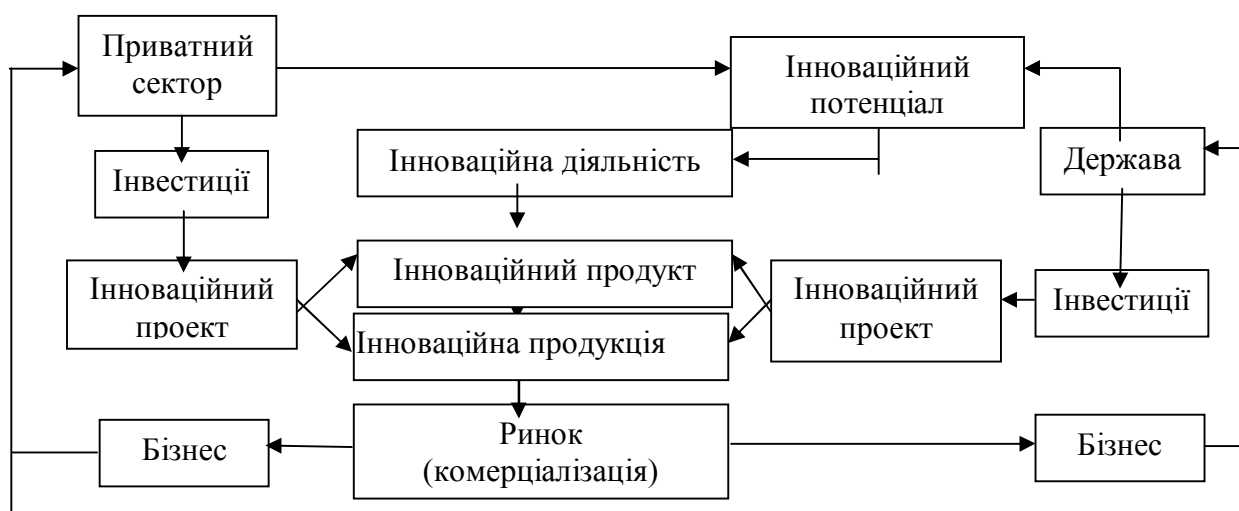 Приватний
сектор
Інноваційний
потенціал
Інноваційна діяльність
Держава
Інвестиції
Інноваційний продукт
Інноваційний
проект
Інноваційний
проект
Інвестиції
Інноваційна продукція
Бізнес
Ринок
(комерціалізація)
Бізнес